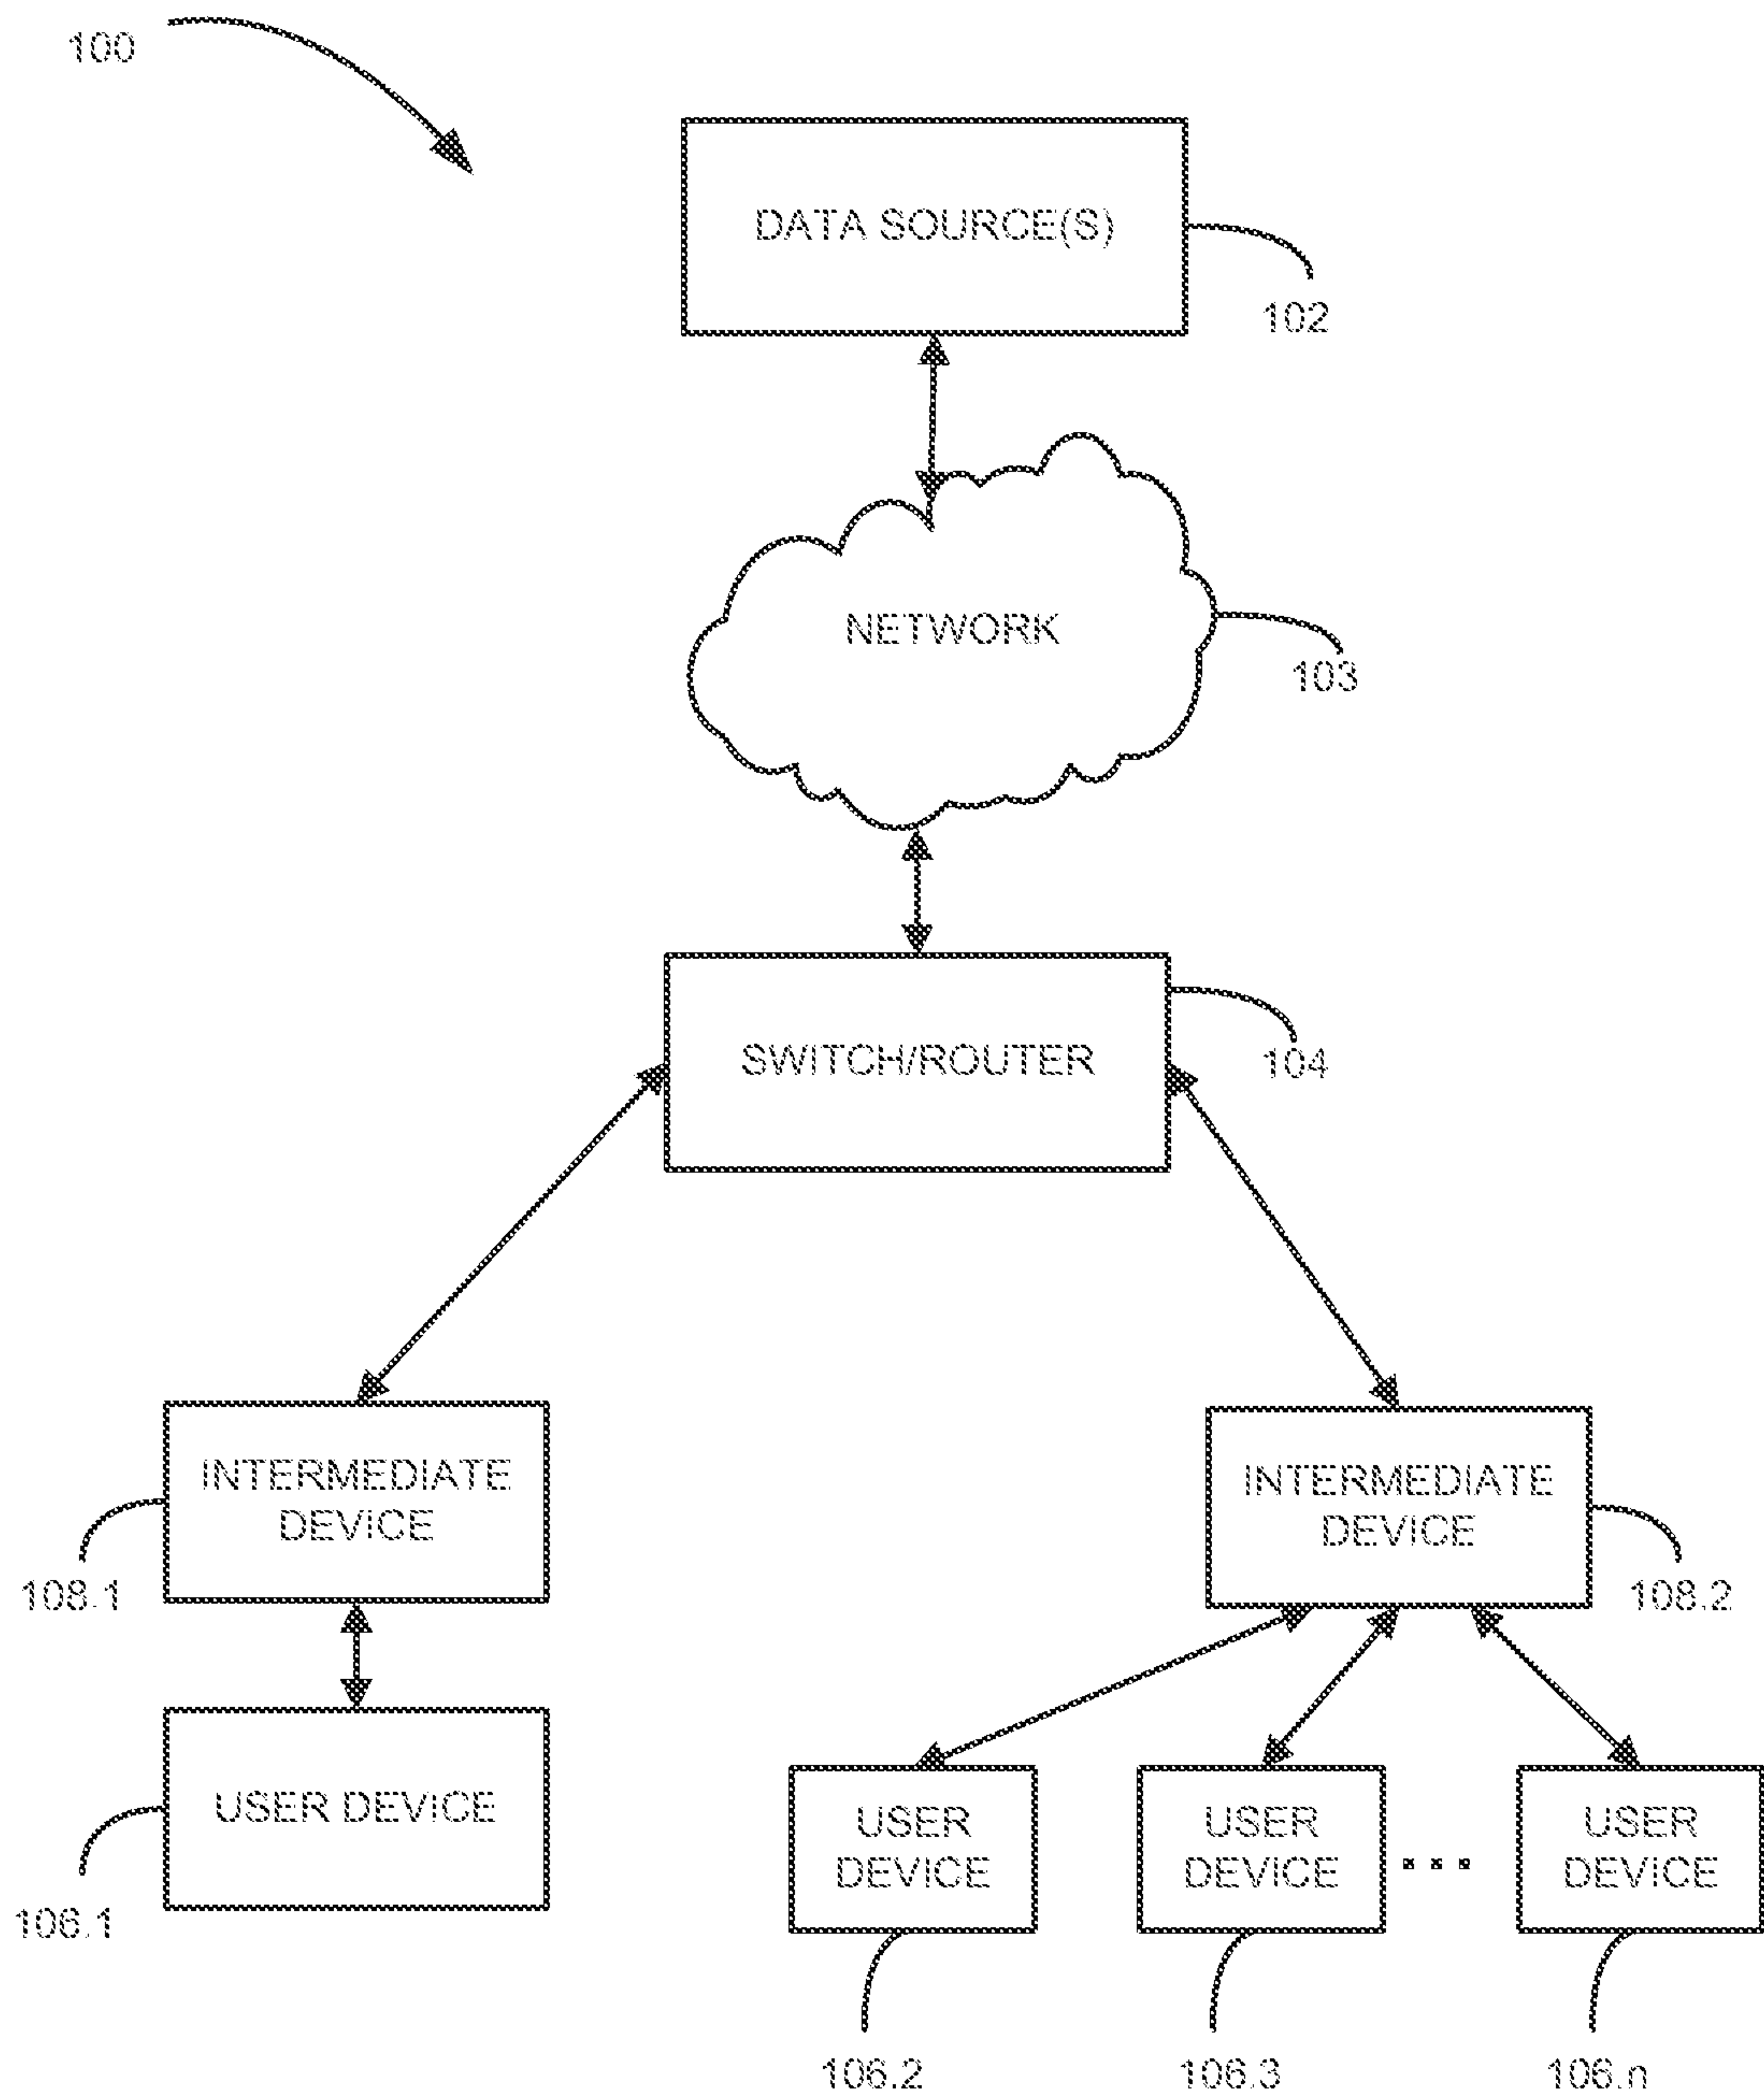 100
DATA SOURCE(S)
102
NETWORK
103
SWITCH/ROUTER
104
INTERMEDIATE
DEVICE
108.1
INTERMEDIATE
DEVICE
108.2
USER DEVICE
106.1
USER
DEVICE
106.2
USER
DEVICE
106.3
...
USER
DEVICE
106.n